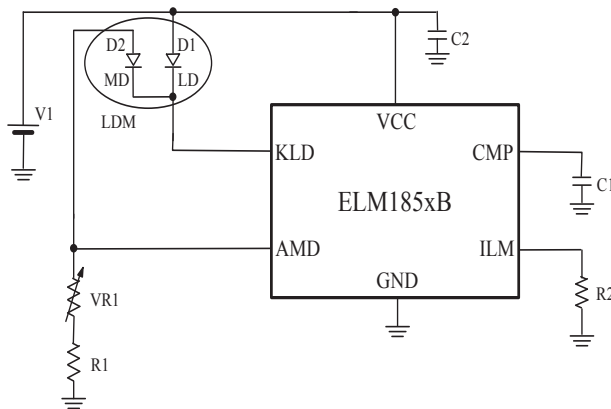 D2
D1
C2
MD
LD
V1
LDM
VCC
KLD
CMP
C1
ELM185xB
AMD
ILM
GND
VR1
R2
R1